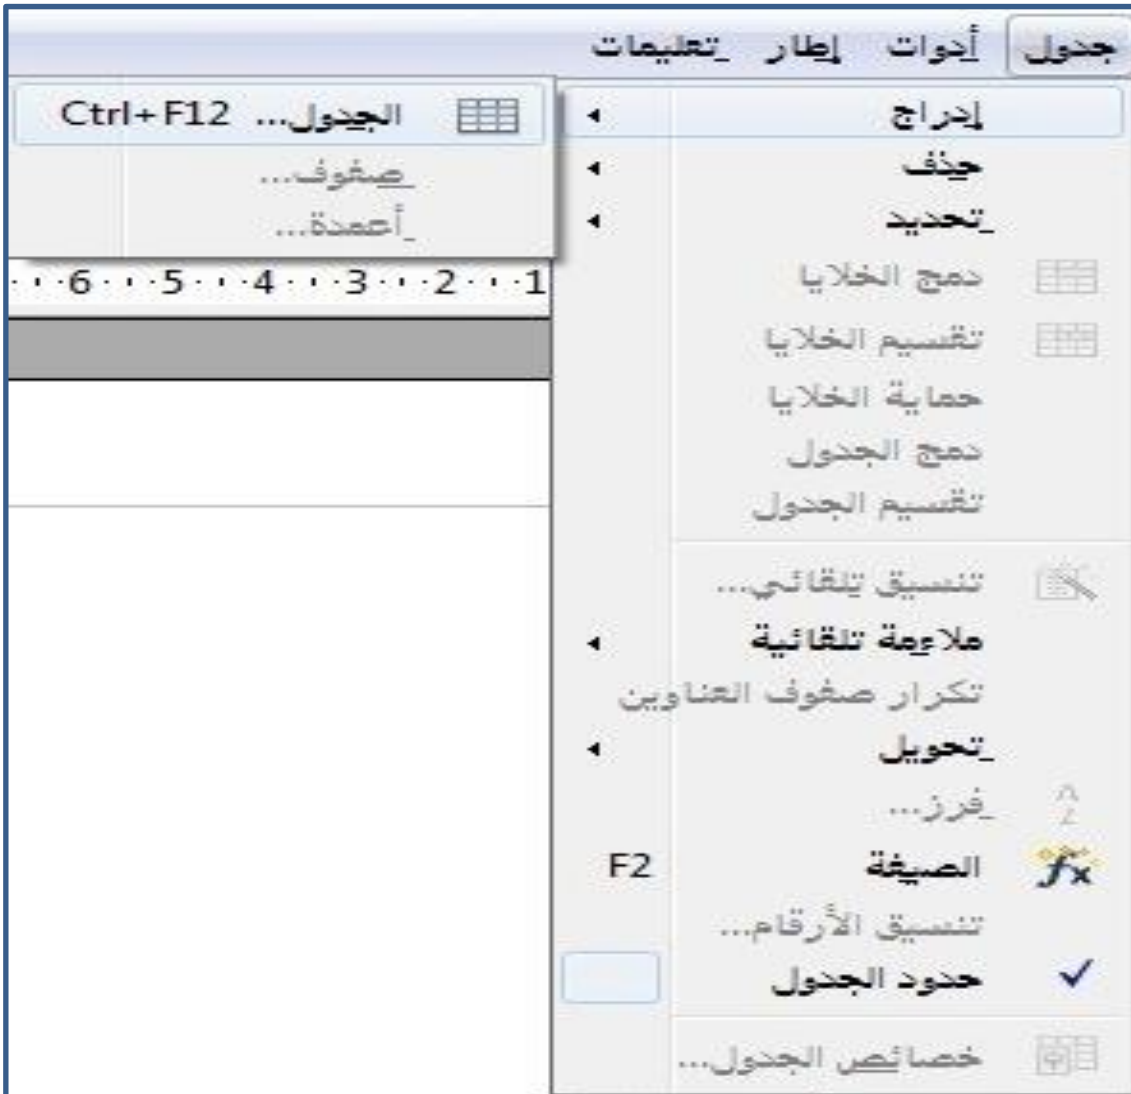 جدول أدوات إطار تعليمات
إدراج
الجدول... Ctrl+F12
صفوف...
أعمدة...
حذف
تحديد
1 2 3 4 5 6
دمج الخلايا
تقسيم الخلايا
حماية الخلايا
دمج الجدول
تقسيم الجدول
تنسيق تلقائي...
ملاءمة تلقائية
تكرار صفوف العناوين
تحويل
فرز...
الصيغة F2
تنسيق الأرقام...
حدود الجدول
خصائص الجدول...